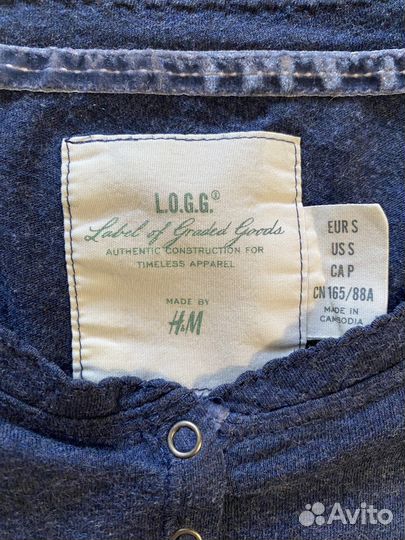 L.O.G.G.®
Label of Graded Goods
AUTHENTIC CONSTRUCTION FOR
TIMELESS APPAREL
MADE BY
H&M
EUR S
US S
CA P
CN 165/88A
MADE IN
CAMBODIA
Avito